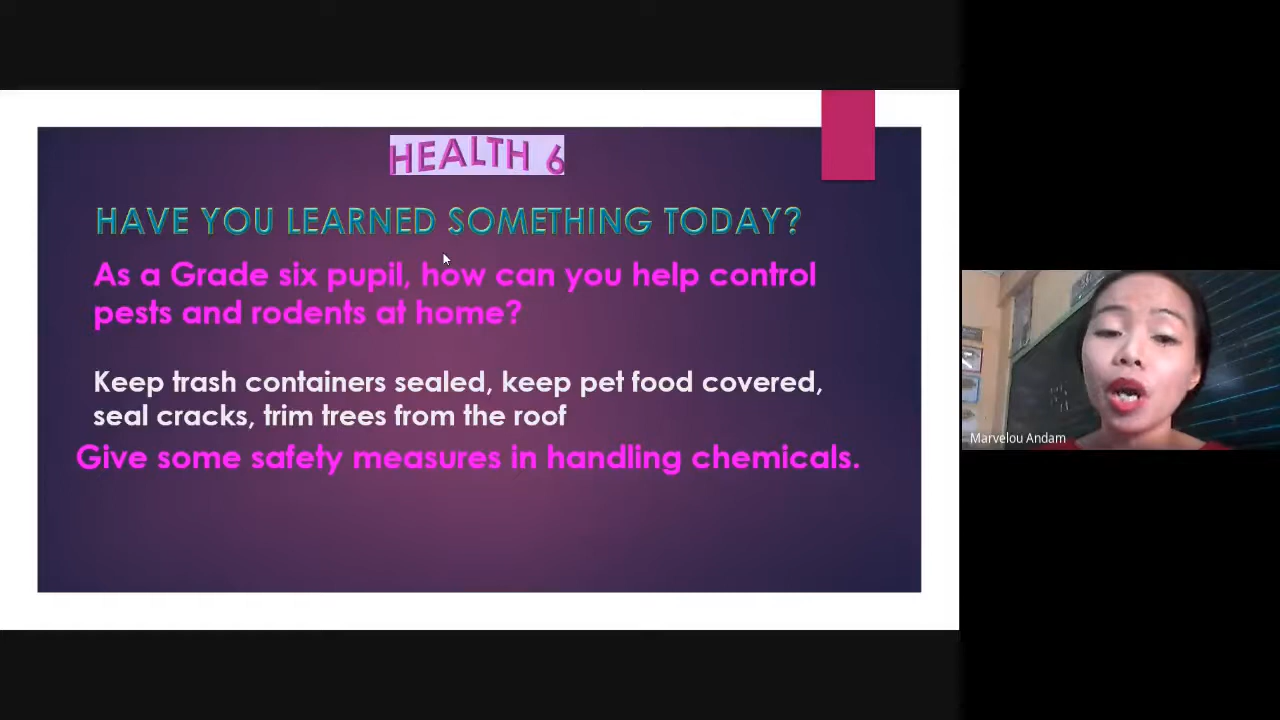 HEALTH 6
HAVE YOU LEARNED SOMETHING TODAY?
As a Grade six pupil, how can you help control
pests and rodents at home?
Keep trash containers sealed, keep pet food covered,
seal cracks, trim trees from the roof
Give some safety measures in handling chemicals.
Marvelou Andam